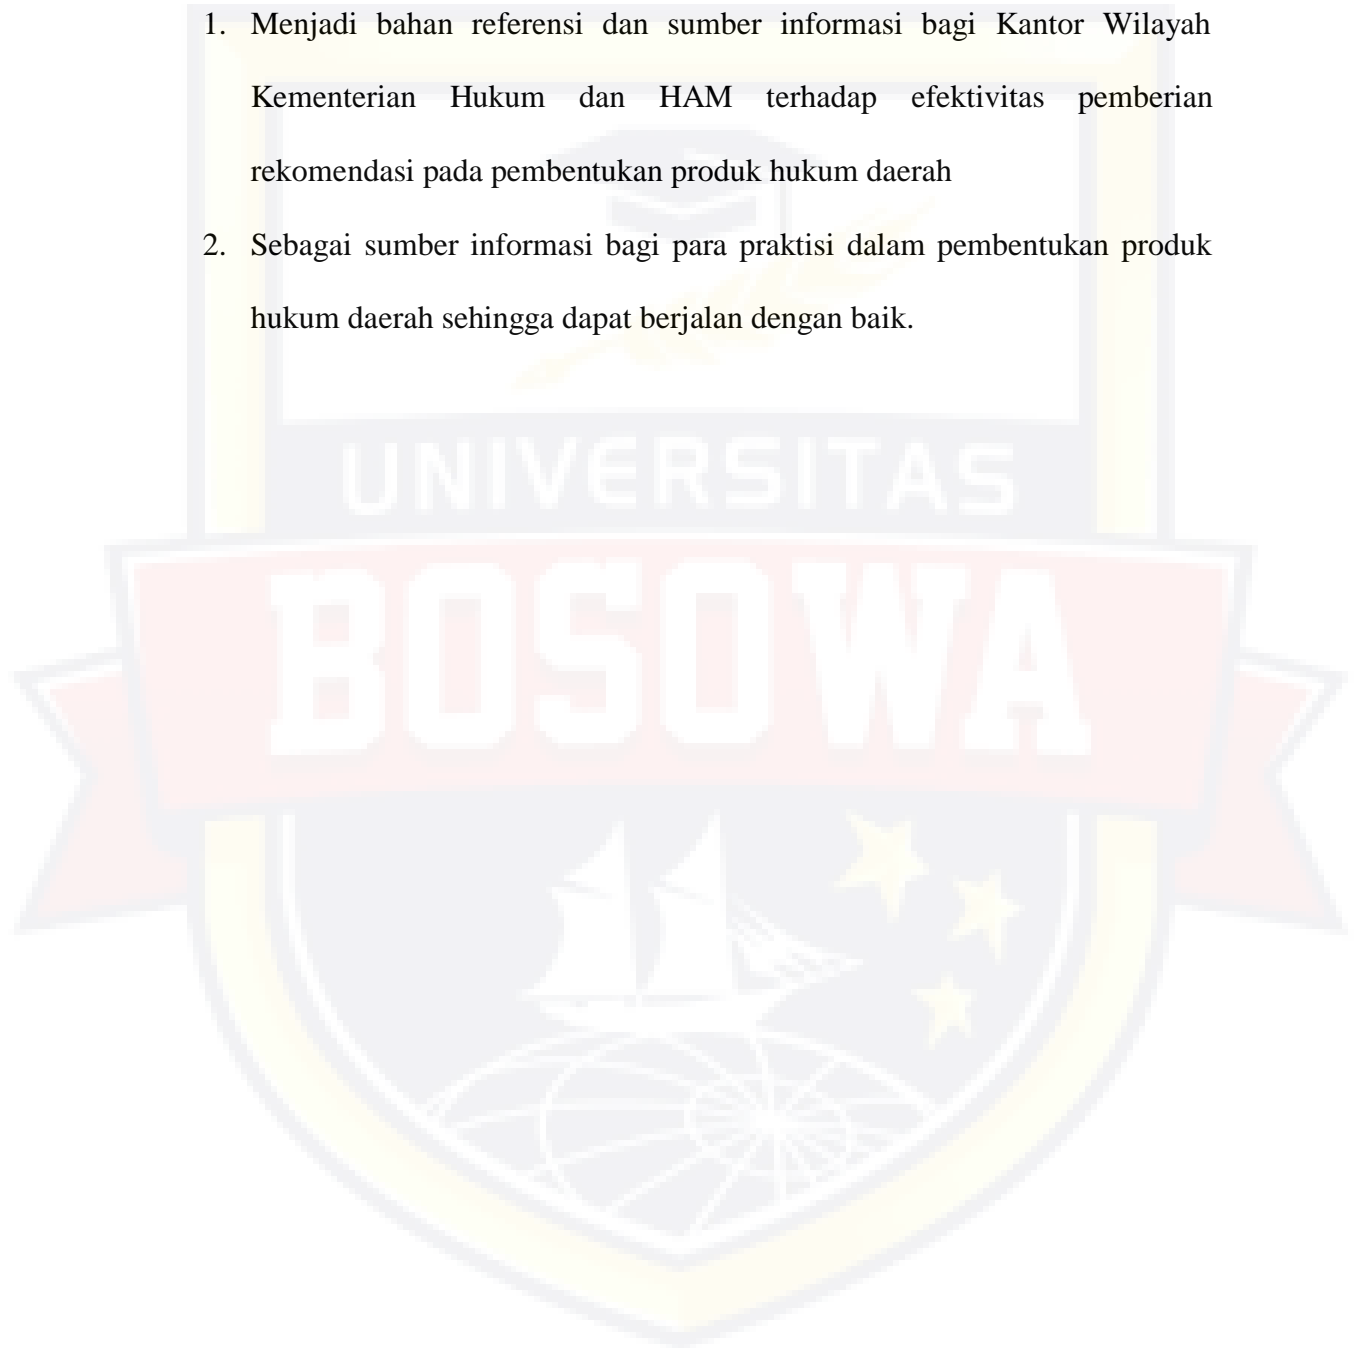 1. Menjadi bahan referensi dan sumber informasi bagi Kantor Wilayah
Kementerian Hukum dan HAM terhadap efektivitas pemberian
rekomendasi pada pembentukan produk hukum daerah
2. Sebagai sumber informasi bagi para praktisi dalam pembentukan produk
hukum daerah sehingga dapat berjalan dengan baik.
UNIVERSITAS
BOSOWA